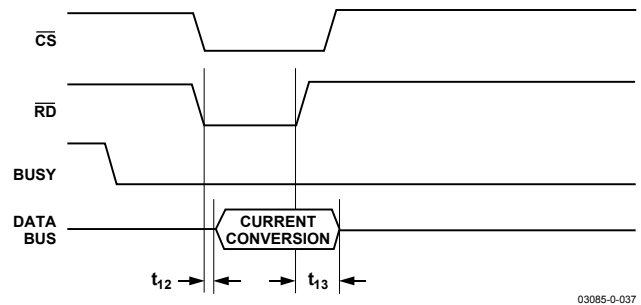 CS
RD
BUSY
DATA
BUS
CURRENT
CONVERSION
t12
t13
03085-0-037